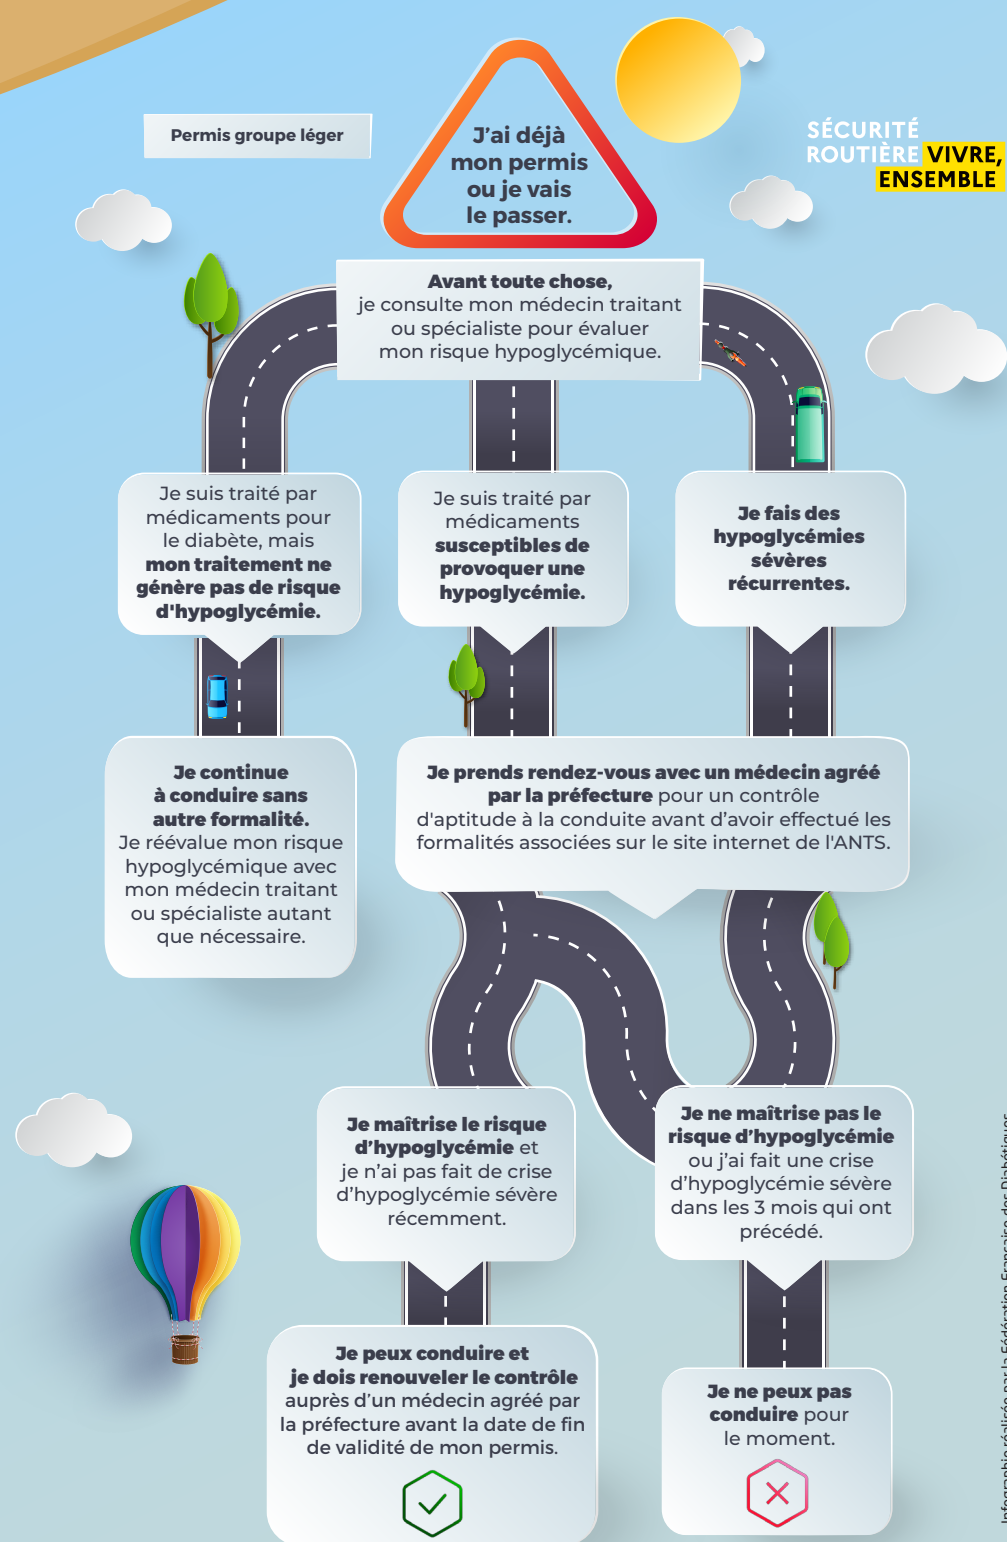 Permis groupe léger
J'ai déjà
mon permis
ou je vais
le passer.
SÉCURITÉ
ROUTIÈRE VIVRE,
ENSEMBLE
Avant toute chose,
je consulte mon médecin traitant
ou spécialiste pour évaluer
mon risque hypoglycémique.
Je suis traité par
médicaments pour
le diabète, mais
mon traitement ne
génère pas de risque
d'hypoglycémie.
Je suis traité par
médicaments
susceptibles de
provoquer une
hypoglycémie.
Je fais des
hypoglycémies
sévères
récurrentes.
Je continue
à conduire sans
autre formalité.
Je réévalue mon risque
hypoglycémique avec
mon médecin traitant
ou spécialiste autant
que nécessaire.
Je prends rendez-vous avec un médecin agréé
par la préfecture pour un contrôle
d'aptitude à la conduite avant d'avoir effectué les
formalités associées sur le site internet de l'ANTS.
Je maîtrise le risque
d'hypoglycémie et
je n'ai pas fait de crise
d'hypoglycémie sévère
récemment.
Je ne maîtrise pas le
risque d'hypoglycémie
ou j'ai fait une crise
d'hypoglycémie sévère
dans les 3 mois qui ont
précédé.
Je peux conduire et
je dois renouveler le contrôle
auprès d'un médecin agréé par
la préfecture avant la date de fin
de validité de mon permis.
Je ne peux pas
conduire pour
le moment.
Infographie réalisée par la Fédération Française des Diabétiques